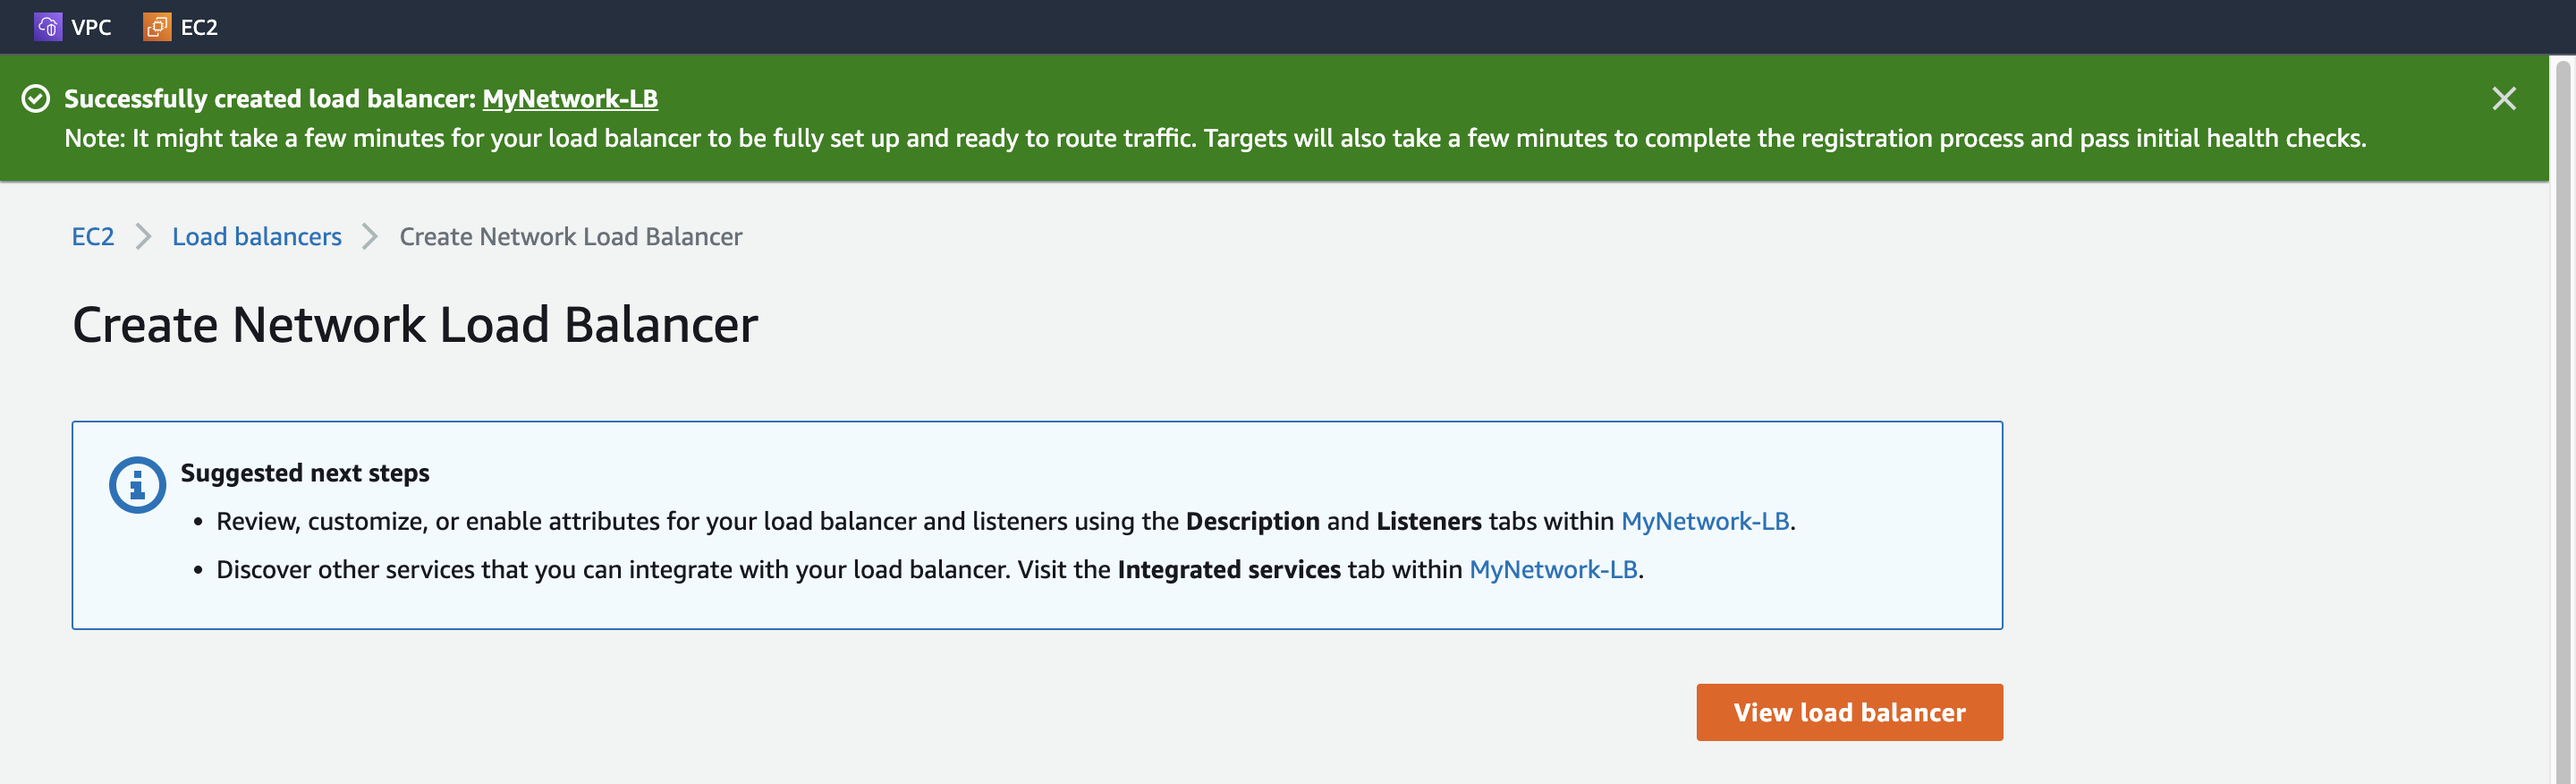 VPC EC2
Successfully created load balancer: MyNetwork-LB
Note: It might take a few minutes for your load balancer to be fully set up and ready to route traffic. Targets will also take a few minutes to complete the registration process and pass initial health checks.
EC2 Load balancers Create Network Load Balancer
Create Network Load Balancer
Suggested next steps
• Review, customize, or enable attributes for your load balancer and listeners using the Description and Listeners tabs within MyNetwork-LB.
• Discover other services that you can integrate with your load balancer. Visit the Integrated services tab within MyNetwork-LB.
View load balancer